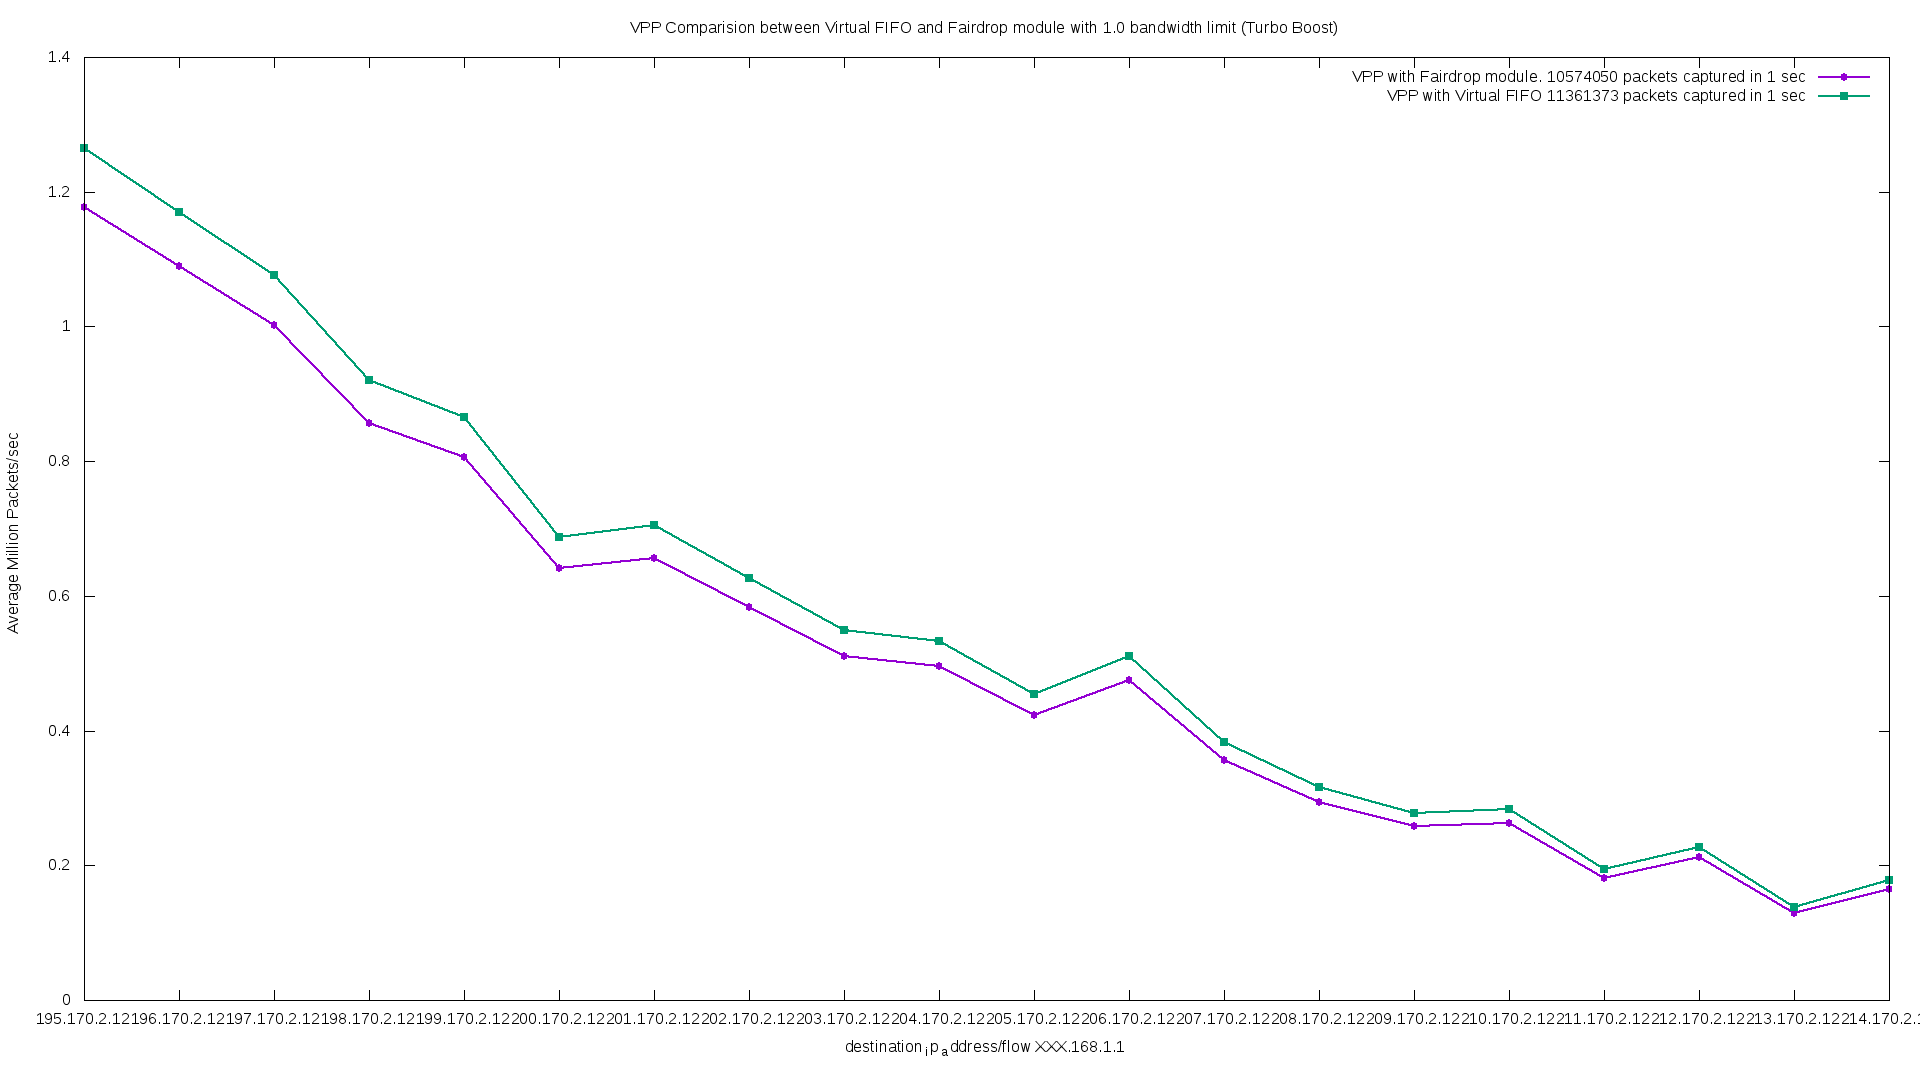 VPP Comparision between Virtual FIFO and Fairdrop module with 1.0 bandwidth limit (Turbo Boost)
VPP with Fairdrop module. 10574050 packets captured in 1 sec
VPP with Virtual FIFO 11361373 packets captured in 1 sec
Average Million Packets/sec
1.4
1.2
1
0.8
0.6
0.4
0.2
0
195.170.2.12196.170.2.12197.170.2.12198.170.2.12199.170.2.12200.170.2.12201.170.2.12202.170.2.12203.170.2.12204.170.2.12205.170.2.12206.170.2.12207.170.2.12208.170.2.12209.170.2.12210.170.2.12211.170.2.12212.170.2.12213.170.2.12214.170.2.1
destination_ip_address/flow XXX.168.1.1